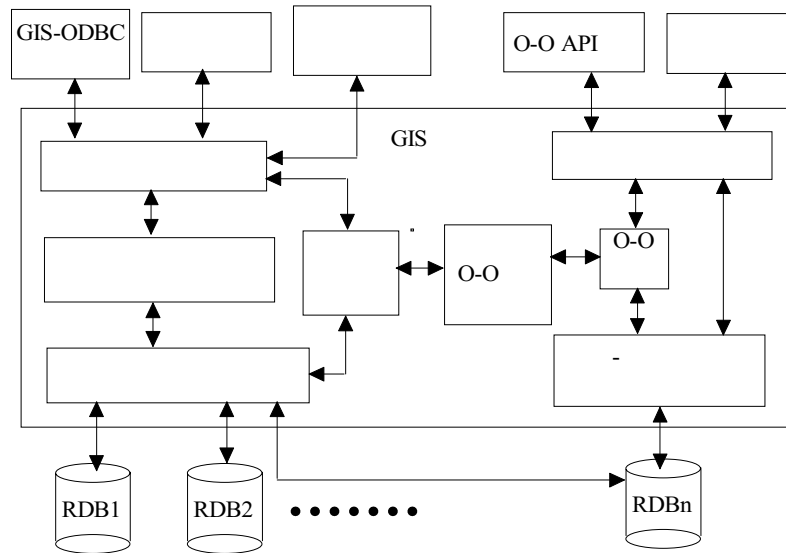 GIS-ODBC
O-O API
GIS
O-O
O-O
RDB1
RDB2
RDBn